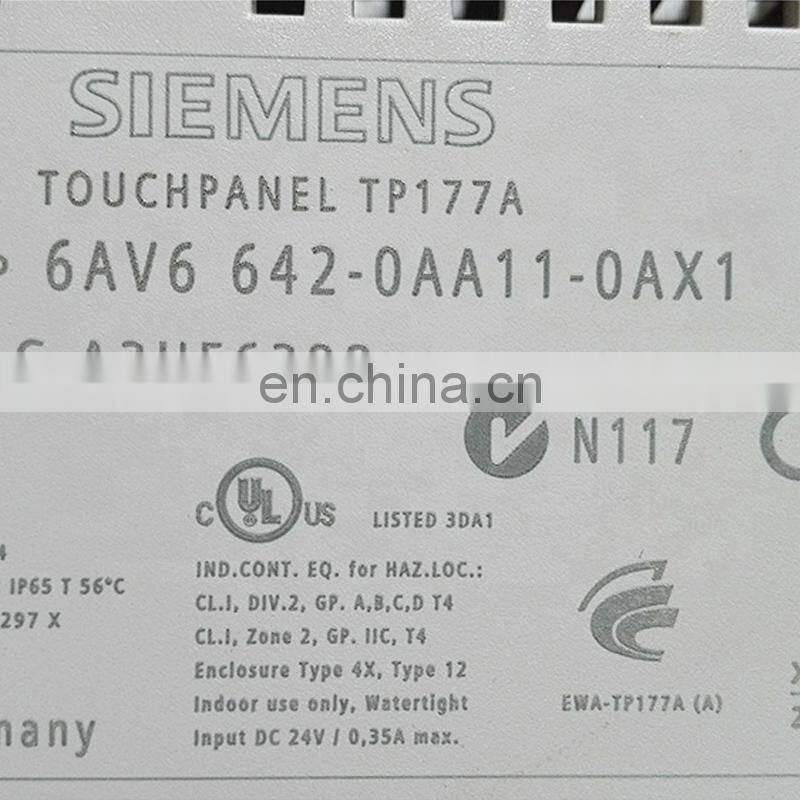 SIEMENS
TOUCHPANEL TP177A
P 6AV6 642-0AA11-0AX1
en.china.cn
N117
C UL US LISTED 3DA1
IND.CONT. EQ. for HAZ.LOC.:
IP65 T 56°C
CL.I, DIV.2, GP. A,B,C,D T4
297 X
CL.I, Zone 2, GP. IIC, T4
Enclosure Type 4X, Type 12
Indoor use only, Watertight
EWA-TP177A (A)
many
Input DC 24V / 0,35A max.